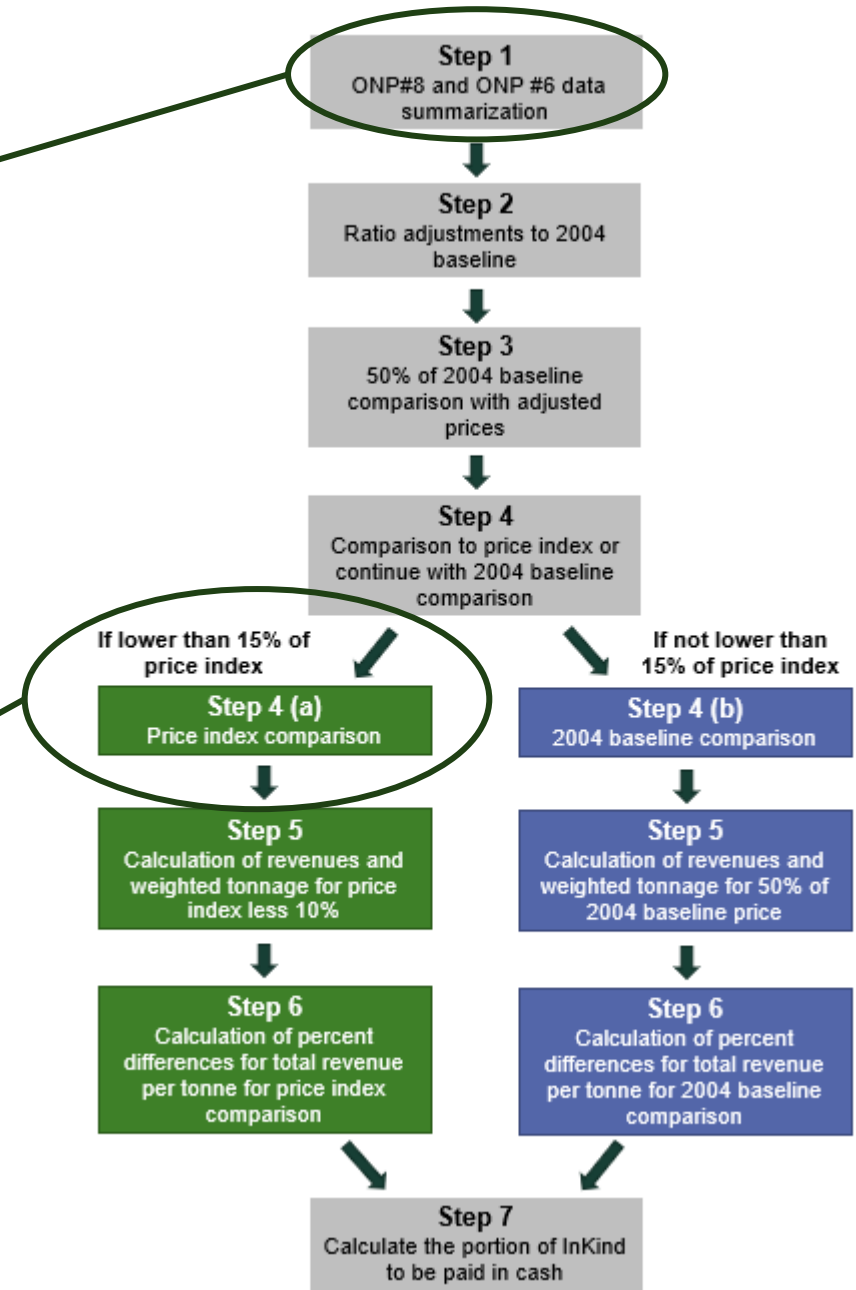 Step 1
ONP#8 and ONP #6 data
summarization
Step 2
Ratio adjustments to 2004
baseline
Step 3
50% of 2004 baseline
comparison with adjusted
prices
Step 4
Comparison to price index or
continue with 2004 baseline
comparison
If lower than 15% of
price index
If not lower than
15% of price index
Step 4 (a)
Price index comparison
Step 4 (b)
2004 baseline comparison
Step 5
Calculation of revenues and
weighted tonnage for price
index less 10%
Step 5
Calculation of revenues and
weighted tonnage for 50% of
2004 baseline price
Step 6
Calculation of percent
differences for total revenue
per tonne for price index
comparison
Step 6
Calculation of percent
differences for total revenue
per tonne for 2004 baseline
comparison
Step 7
Calculate the portion of InKind
to be paid in cash